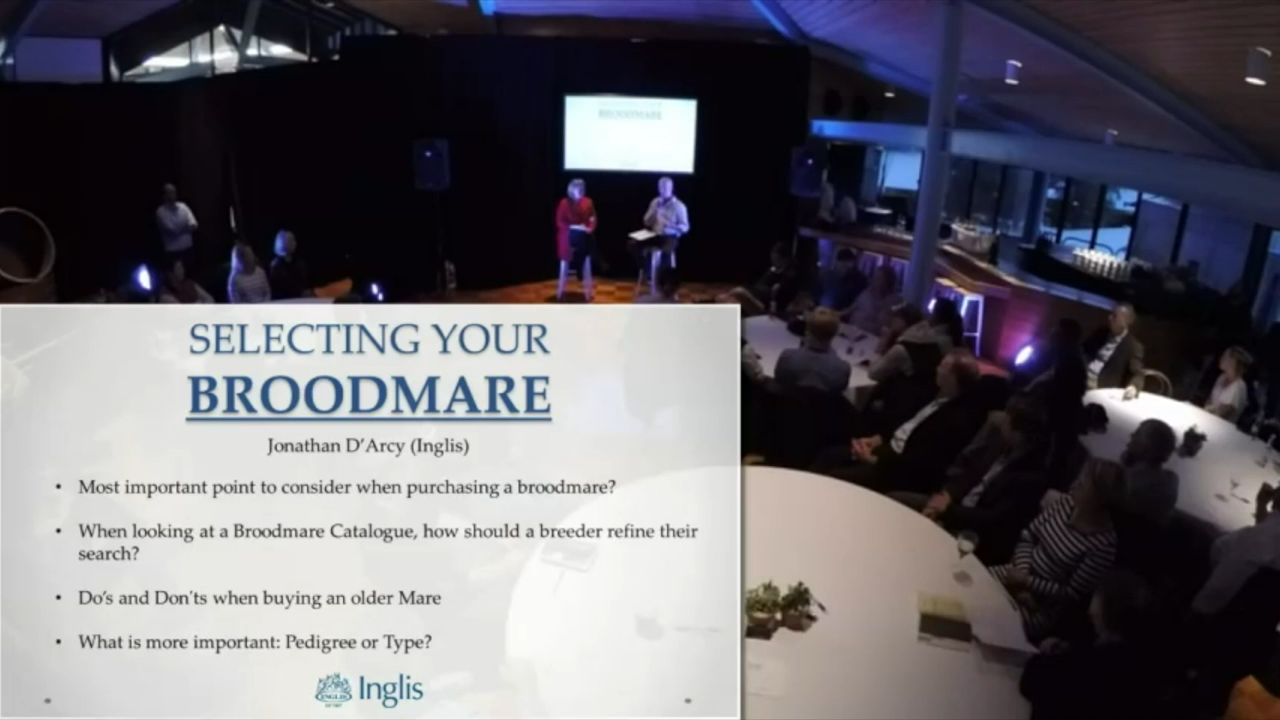 BROODMARE
SELECTING YOUR
BROODMARE
Jonathan D'Arcy (Inglis)
• Most important point to consider when purchasing a broodmare?
• When looking at a Broodmare Catalogue, how should a breeder refine their
search?
• Do's and Don'ts when buying an older Mare
• What is more important: Pedigree or Type?
INGLIS
Inglis